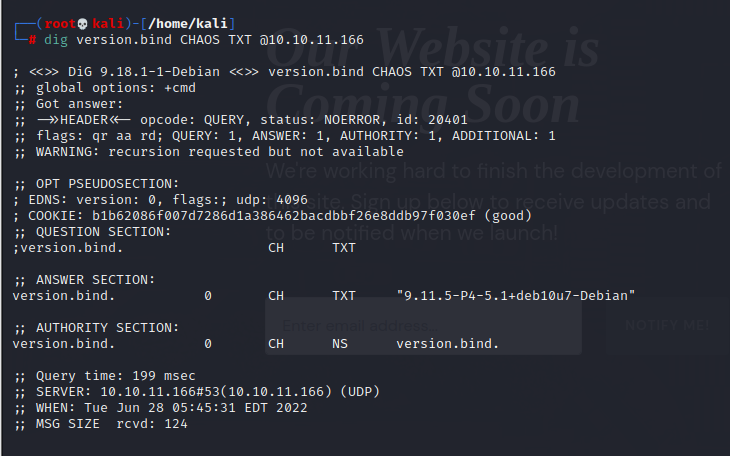 ┌──(root💀kali)-[/home/kali]
└─# dig version.bind CHAOS TXT @10.10.11.166
; <<>> DiG 9.18.1-1-Debian <<>> version.bind CHAOS TXT @10.10.11.166
;; global options: +cmd
;; Got answer:
;; ->>HEADER<<- opcode: QUERY, status: NOERROR, id: 20401
;; flags: qr aa rd; QUERY: 1, ANSWER: 1, AUTHORITY: 1, ADDITIONAL: 1
;; WARNING: recursion requested but not available
;; OPT PSEUDOSECTION:
; EDNS: version: 0, flags:; udp: 4096
; COOKIE: b1b62086f007d7286d1a386462bacdbbf26e8ddb97f030ef (good)
;; QUESTION SECTION:
;version.bind. CH TXT
;; ANSWER SECTION:
version.bind. 0 CH TXT "9.11.5-P4-5.1+deb10u7-Debian"
;; AUTHORITY SECTION:
version.bind. 0 CH NS version.bind.
;; Query time: 199 msec
;; SERVER: 10.10.11.166#53(10.10.11.166) (UDP)
;; WHEN: Tue Jun 28 05:45:31 EDT 2022
;; MSG SIZE rcvd: 124
Our Website is
Coming Soon
We're working hard to finish the development of
site. Sign up below to receive updates and
to be notified when we launch!
Enter email address...
NOTIFY ME!